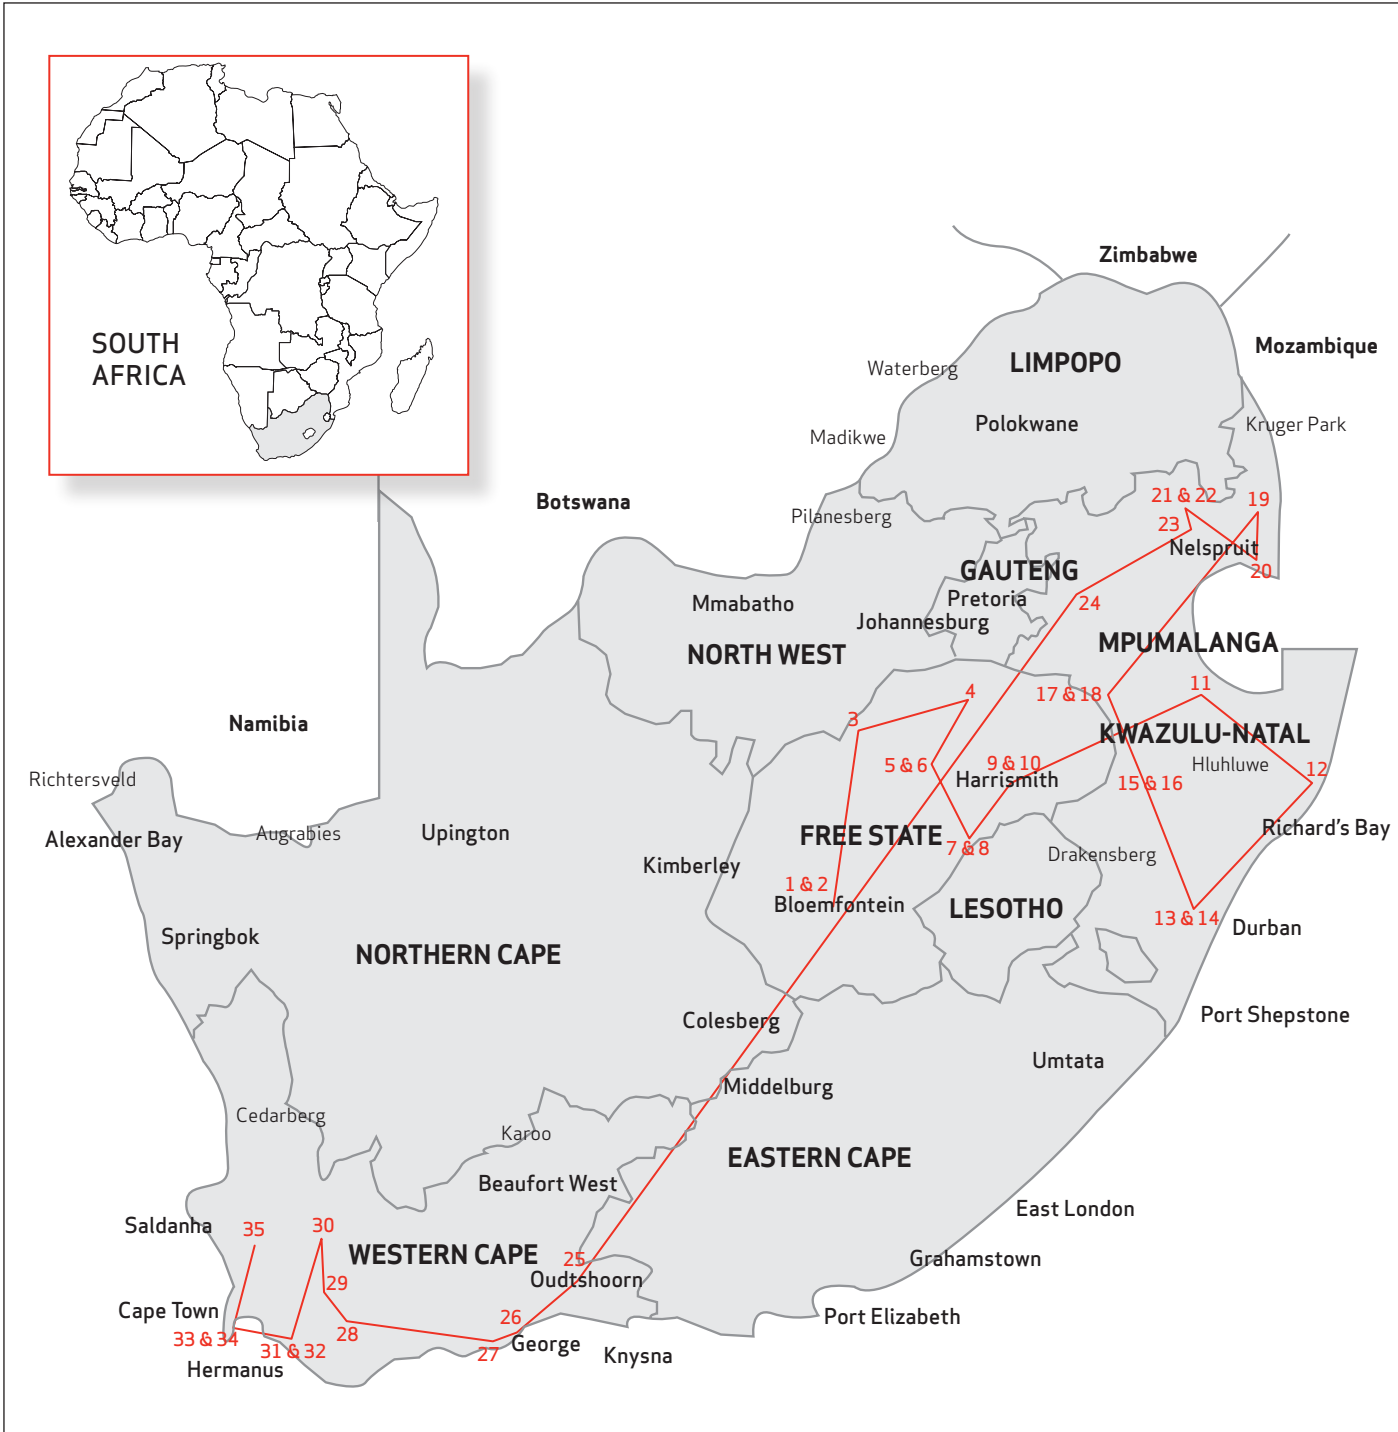 SOUTH
AFRICA
Zimbabwe
Mozambique
LIMPOPO
Waterberg
Polokwane
Kruger Park
Madikwe
Botswana
21 & 22
19
Pilanesberg
23
Nelspruit
20
GAUTENG
Pretoria
24
Mmabatho
Johannesburg
MPUMALANGA
NORTH WEST
17 & 18
11
4
3
Namibia
KWAZULU-NATAL
5 & 6
9 & 10
Hluhluwe
12
Richtersveld
Harrismith
15 & 16
Alexander Bay
Augrabies
Upington
FREE STATE
7 & 8
Richard’s Bay
Drakensberg
Kimberley
1 & 2
Bloemfontein
LESOTHO
13 & 14
Durban
Springbok
NORTHERN CAPE
Colesberg
Port Shepstone
Umtata
Middelburg
Cedarberg
Karoo
EASTERN CAPE
Beaufort West
East London
Saldanha
35
30
WESTERN CAPE
25
Grahamstown
29
Oudtshoorn
Cape Town
26
Port Elizabeth
33 & 34
28
31 & 32
27
George
Knysna
Hermanus